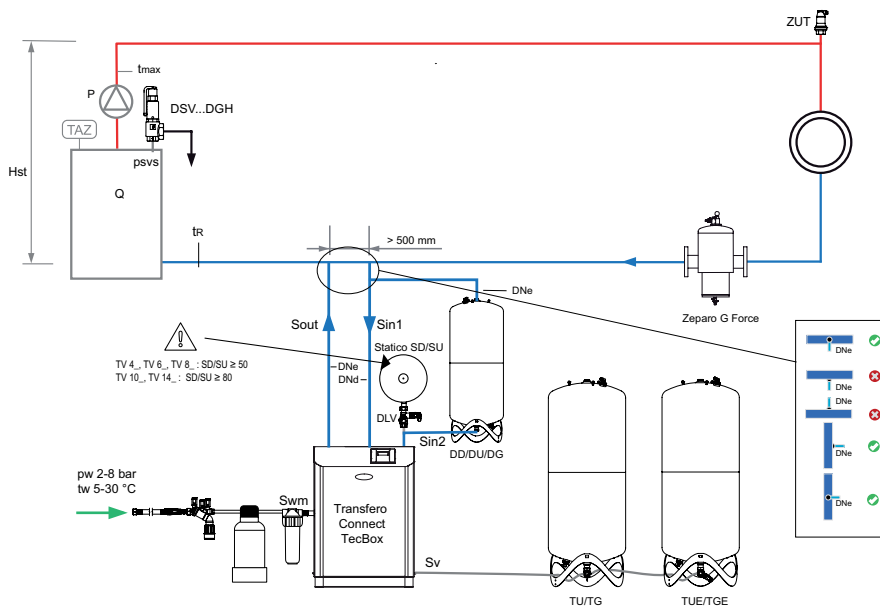 ZUT
tmax
P
DSV...DGH
TAZ
psvs
Hst
Q
tR
> 500 mm
DNe
Zeparo G Force
Sout
Sin1
Statico SD/SU
TV 4_, TV 6_, TV 8_ : SD/SU ≥ 50
TV 10_, TV 14_ : SD/SU ≥ 80
DNe
DNd
DLV
Sin2
DD/DU/DG
DNe
DNe
DNe
DNe
DNe
pw 2-8 bar
tw 5-30 °C
Swm
Transfero
Connect
TecBox
Sv
TU/TG
TUE/TGE